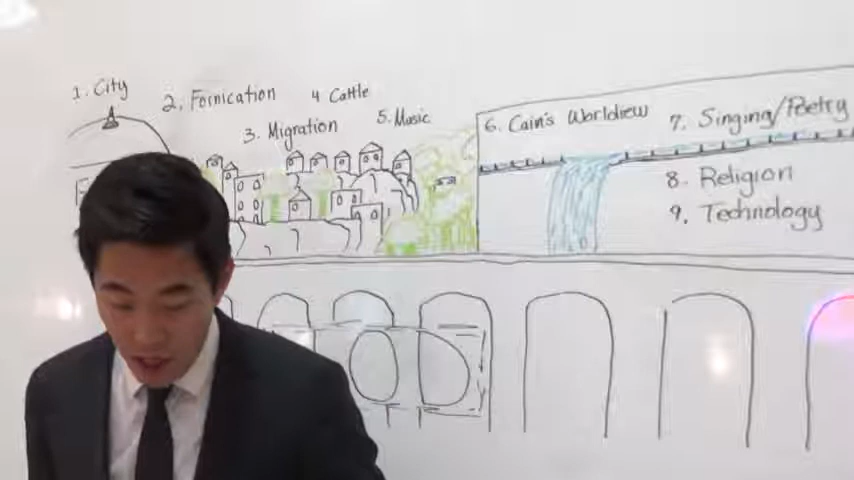 1. City
2. Fornication
3. Migration
4 Cattle
5. Music
6. Cain's Worldview
7. Singing/Poetry
8. Religion
9. Technology